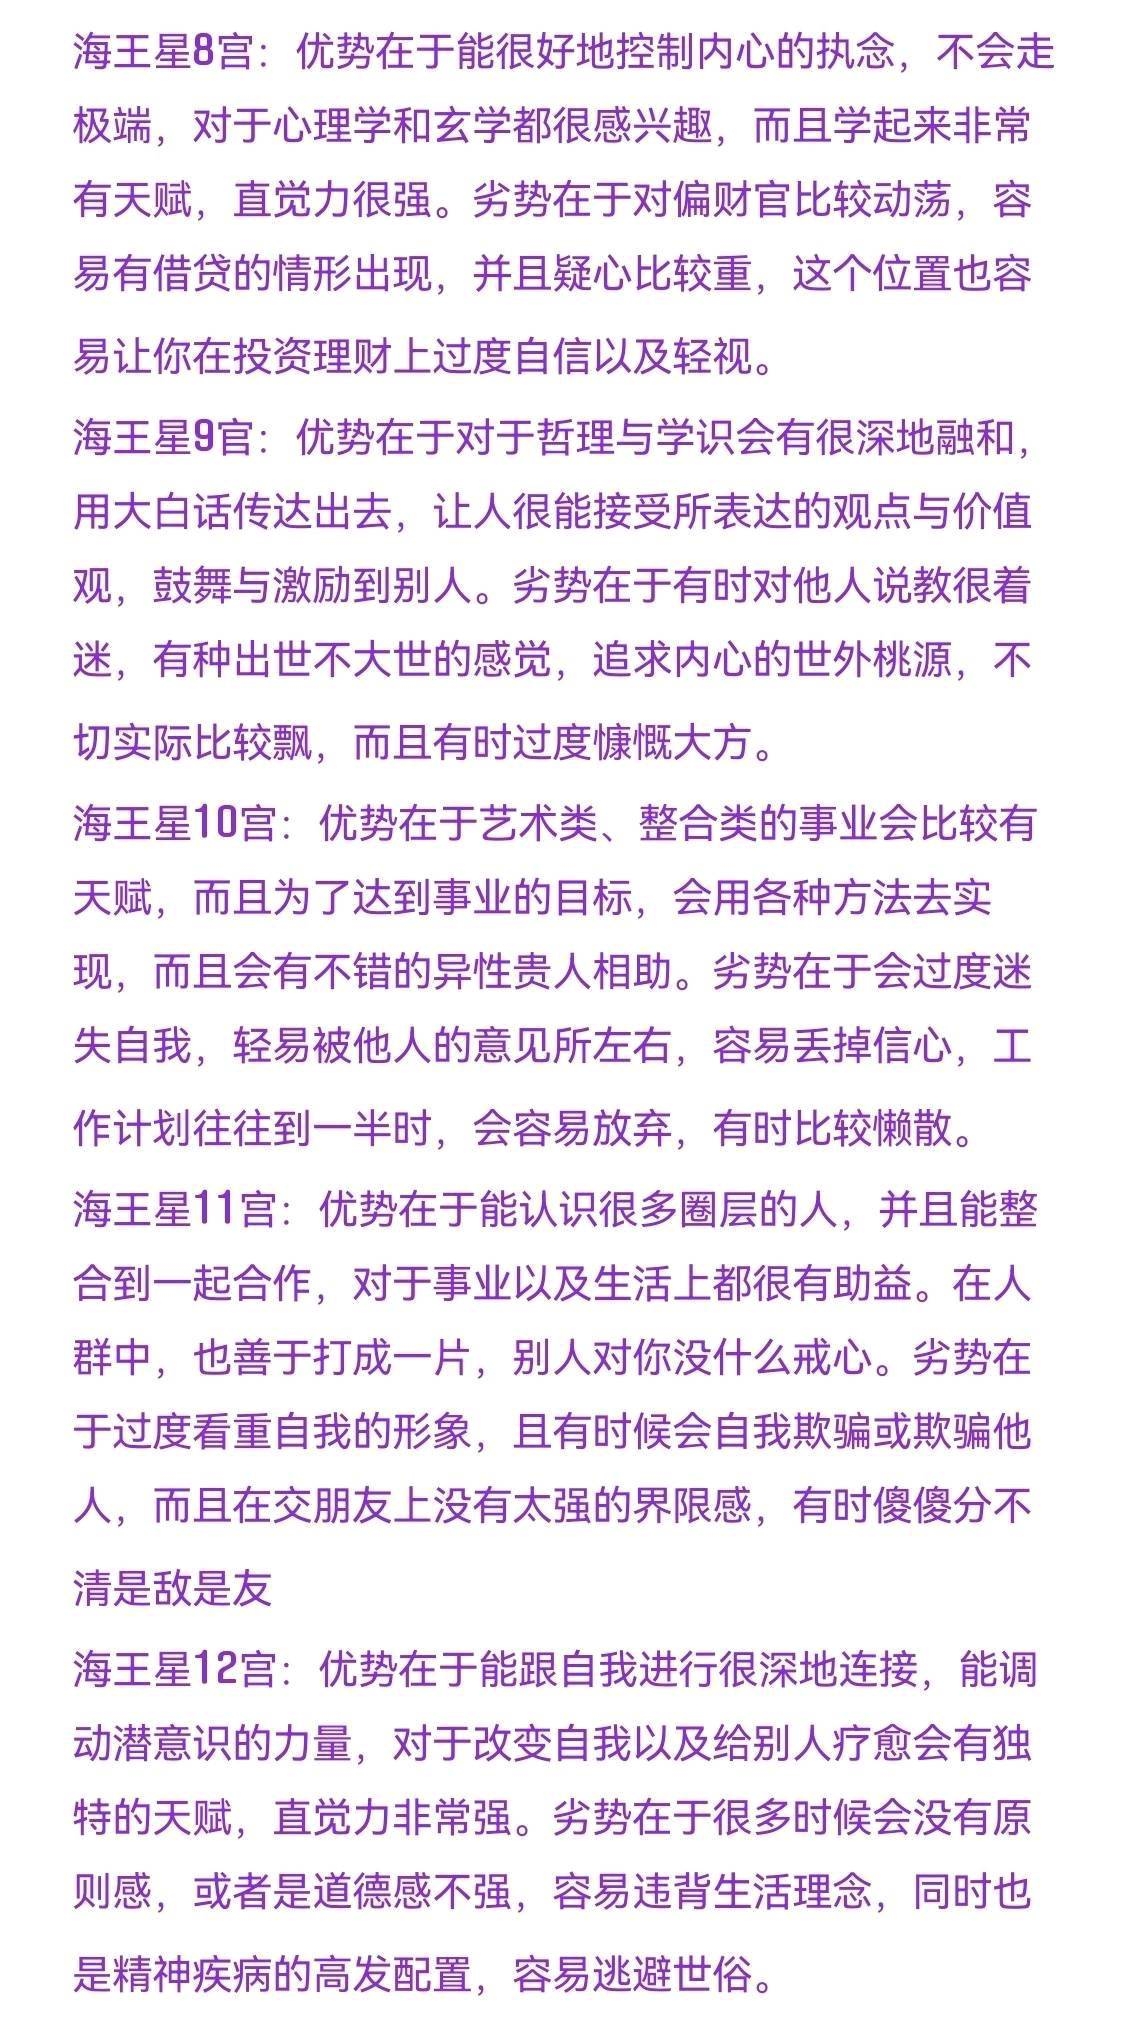 海王星8宫：优势在于能很好地控制内心的执念，不会走
极端，对于心理学和玄学都很感兴趣，而且学起来非常
有天赋，直觉力很强。劣势在于对偏财官比较动荡，容
易有借贷的情形出现，并且疑心比较重，这个位置也容
易让你在投资理财上过度自信以及轻视。
海王星9官：优势在于对于哲理与学识会有很深地融和，
用大白话传达出去，让人很能接受所表达的观点与价值
观，鼓舞与激励到别人。劣势在于有时对他人说教很着
迷，有种出世不大世的感觉，追求内心的世外桃源，不
切实际比较飘，而且有时过度慷慨大方。
海王星10宫：优势在于艺术类、整合类的事业会比较有
天赋，而且为了达到事业的目标，会用各种方法去实
现，而且会有不错的异性贵人相助。劣势在于会过度迷
失自我，轻易被他人的意见所左右，容易丢掉信心，工
作计划往往到一半时，会容易放弃，有时比较懒散。
海王星11宫：优势在于能认识很多圈层的人，并且能整
合到一起合作，对于事业以及生活上都很有助益。在人
群中，也善于打成一片，别人对你没什么戒心。劣势在
于过度看重自我的形象，且有时候会自我欺骗或欺骗他
人，而且在交朋友上没有太强的界限感，有时傻傻分不
清是敌是友
海王星12宫：优势在于能跟自我进行很深地连接，能调
动潜意识的力量，对于改变自我以及给别人疗愈会有独
特的天赋，直觉力非常强。劣势在于很多时候会没有原
则感，或者是道德感不强，容易违背生活理念，同时也
是精神疾病的高发配置，容易逃避世俗。